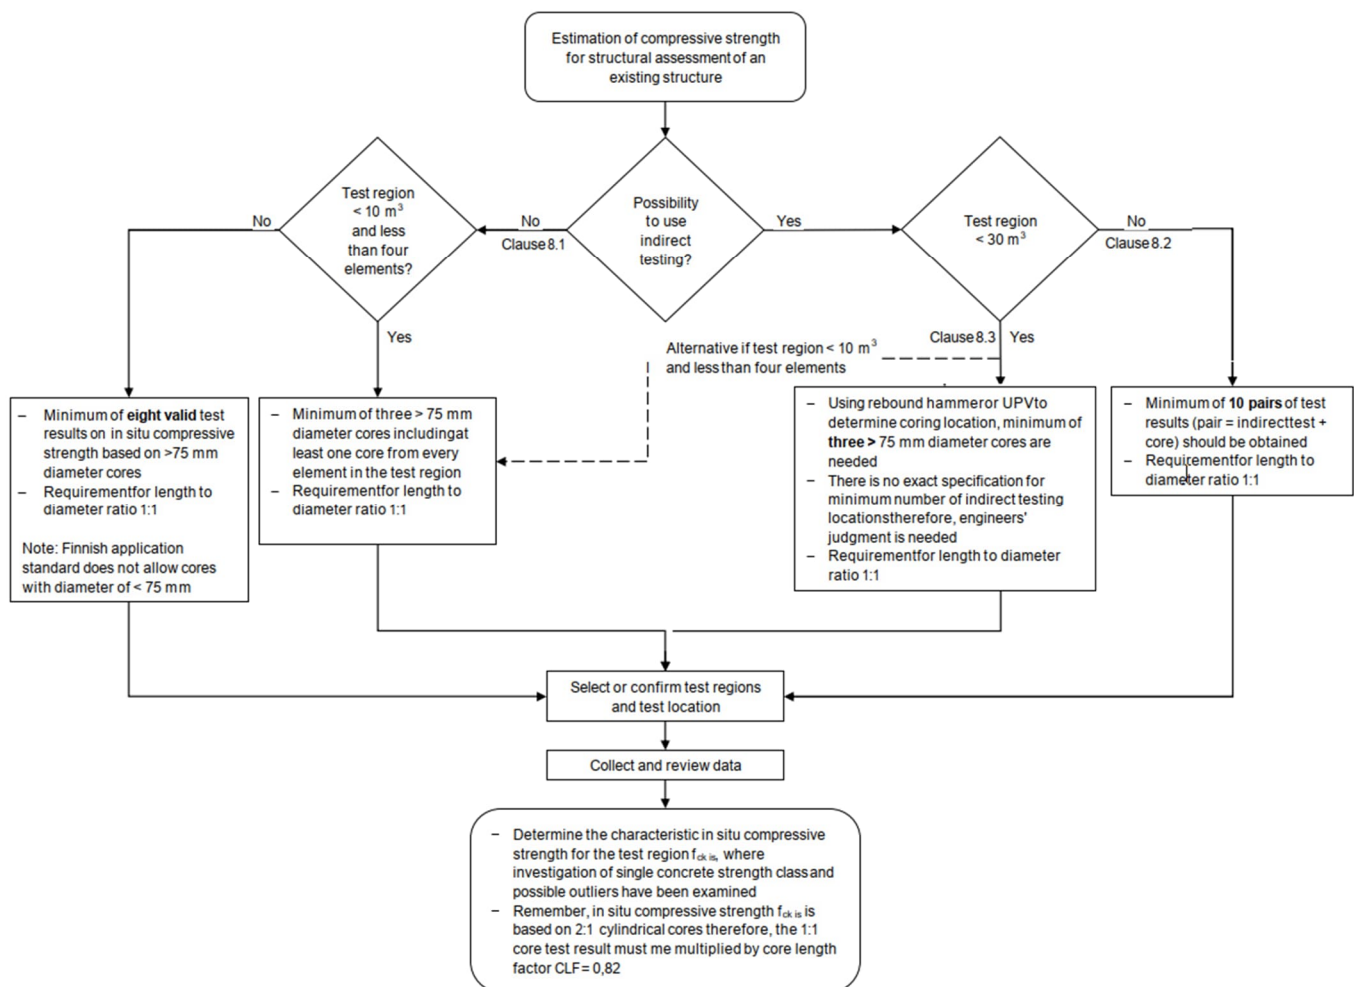 Estimation of compressive strength
for structural assessment of an
existing structure
Test region
< 10 m³
and less
than four
elements?
No
Yes
No
Clause 8.1
Possibility
to use
indirect
testing?
Yes
Test region
< 30 m³
No
Clause 8.2
Clause 8.3 Yes
Alternative if test region < 10 m³
and less than four elements
– Minimum of eight valid test
results on in situ compressive
strength based on >75 mm
diameter cores
– Requirementfor length to
diameter ratio 1:1
Note: Finnish application
standard does not allow cores
with diameter of < 75 mm
– Minimum of three > 75 mm
diameter cores includingat
least one core from every
element in the test region
– Requirementfor length to
diameter ratio 1:1
– Using rebound hammeror UPVto
determine coring location, minimum of
three > 75 mm diameter cores are
needed
– There is no exact specification for
minimum number of indirect testing
locationstherefore, engineers'
judgment is needed
– Requirementfor length to diameter
ratio 1:1
– Minimum of 10 pairs of test
results (pair = indirecttest +
core) should be obtained
– Requirementfor length to
diameter ratio 1:1
Select or confirm test regions
and test location
Collect and review data
– Determine the characteristic in situ compressive
strength for the test region fck is, where
investigation of single concrete strength class and
possible outliers have been examined
– Remember, in situ compressive strength fck is is
based on 2:1 cylindrical cores therefore, the 1:1
core test result must me multiplied by core length
factor CLF= 0,82